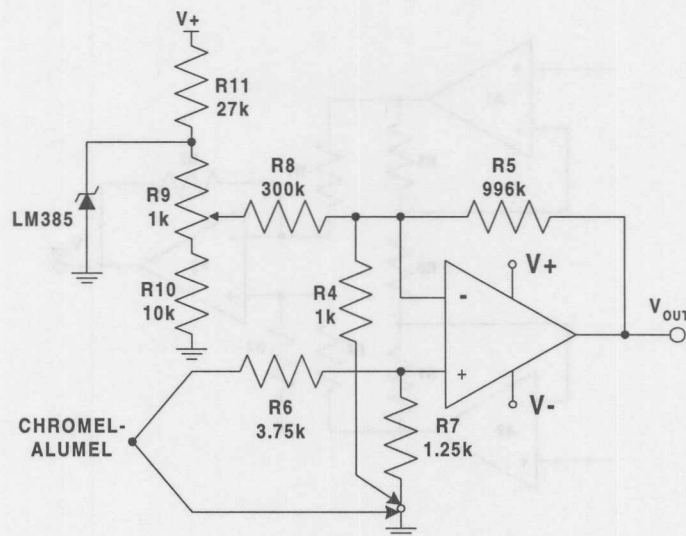 V+
R11
27k
R8
300k
R5
996k
LM385
R9
1k
R10
10k
R4
1k
-
V+
VOUT
+
V-
R6
3.75k
R7
1.25k
CHROMEL-
ALUMEL